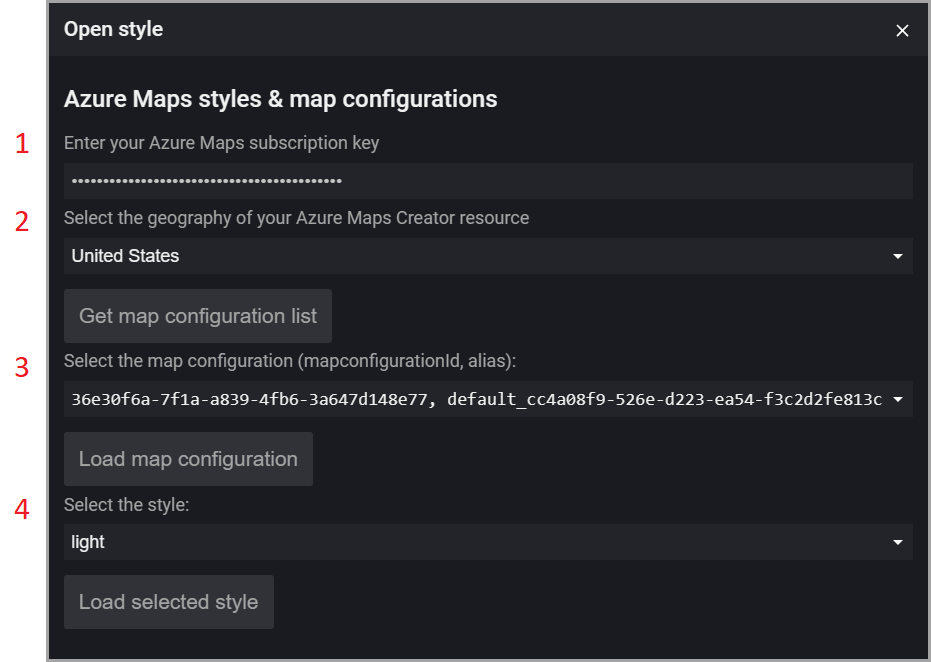 Open style
Azure Maps styles & map configurations
1
Enter your Azure Maps subscription key
2
Select the geography of your Azure Maps Creator resource
United States
Get map configuration list
3
Select the map configuration (mapconfigurationId, alias):
36e30f6a-7f1a-a839-4fb6-3a647d148e77, default_cc4a08f9-526e-d223-ea54-f3c2d2fe813c
Load map configuration
4
Select the style:
light
Load selected style